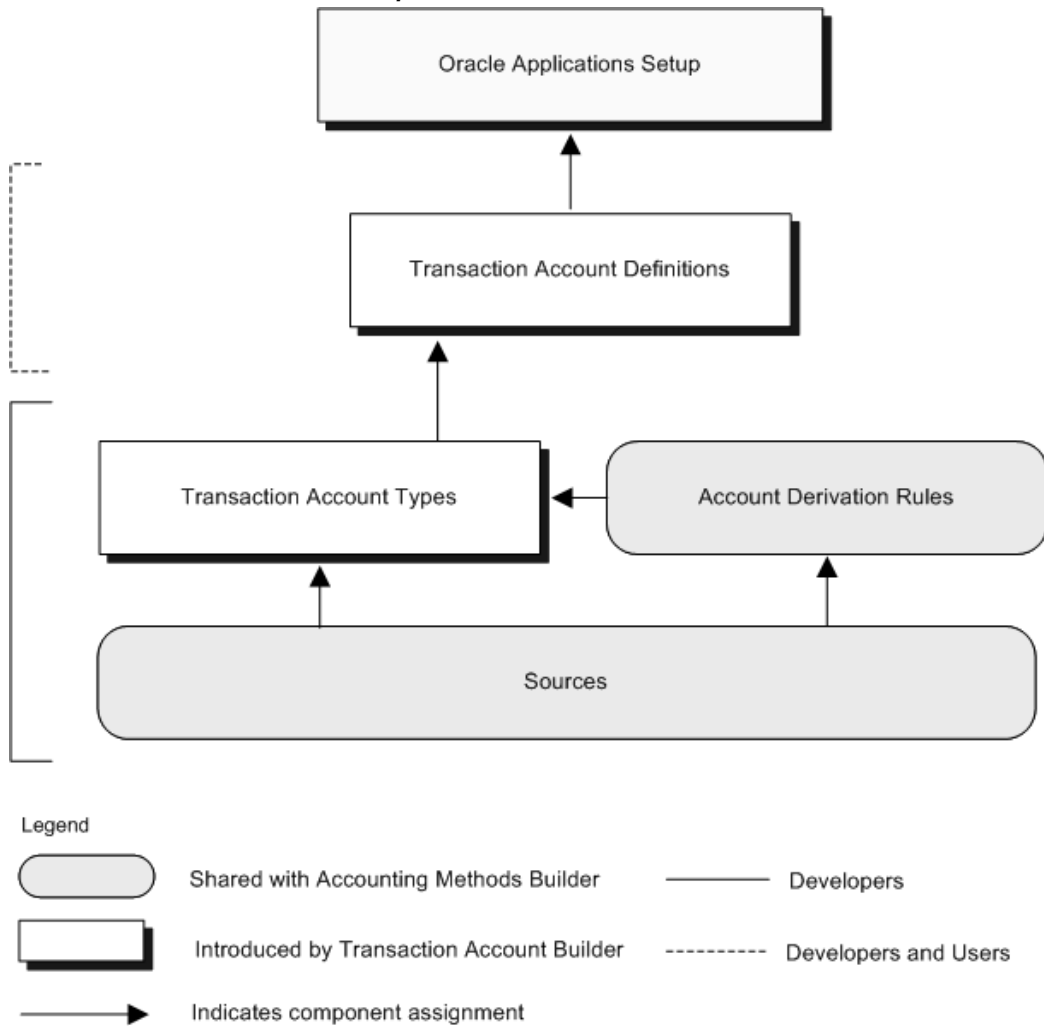 Oracle Applications Setup
Transaction Account Definitions
Transaction Account Types
Account Derivation Rules
Sources
Legend
Shared with Accounting Methods Builder
Developers
Introduced by Transaction Account Builder
Developers and Users
Indicates component assignment